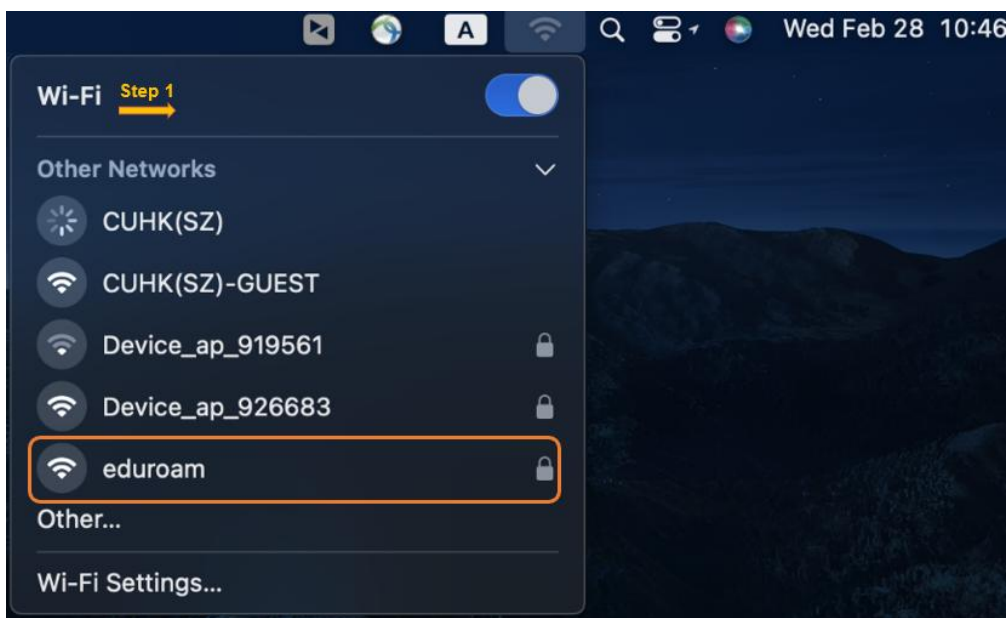 A
Wed Feb 28 10:46
Wi-Fi Step 1
Other Networks
CUHK(SZ)
CUHK(SZ)-GUEST
Device_ap_919561
Device_ap_926683
eduroam
Other...
Wi-Fi Settings...